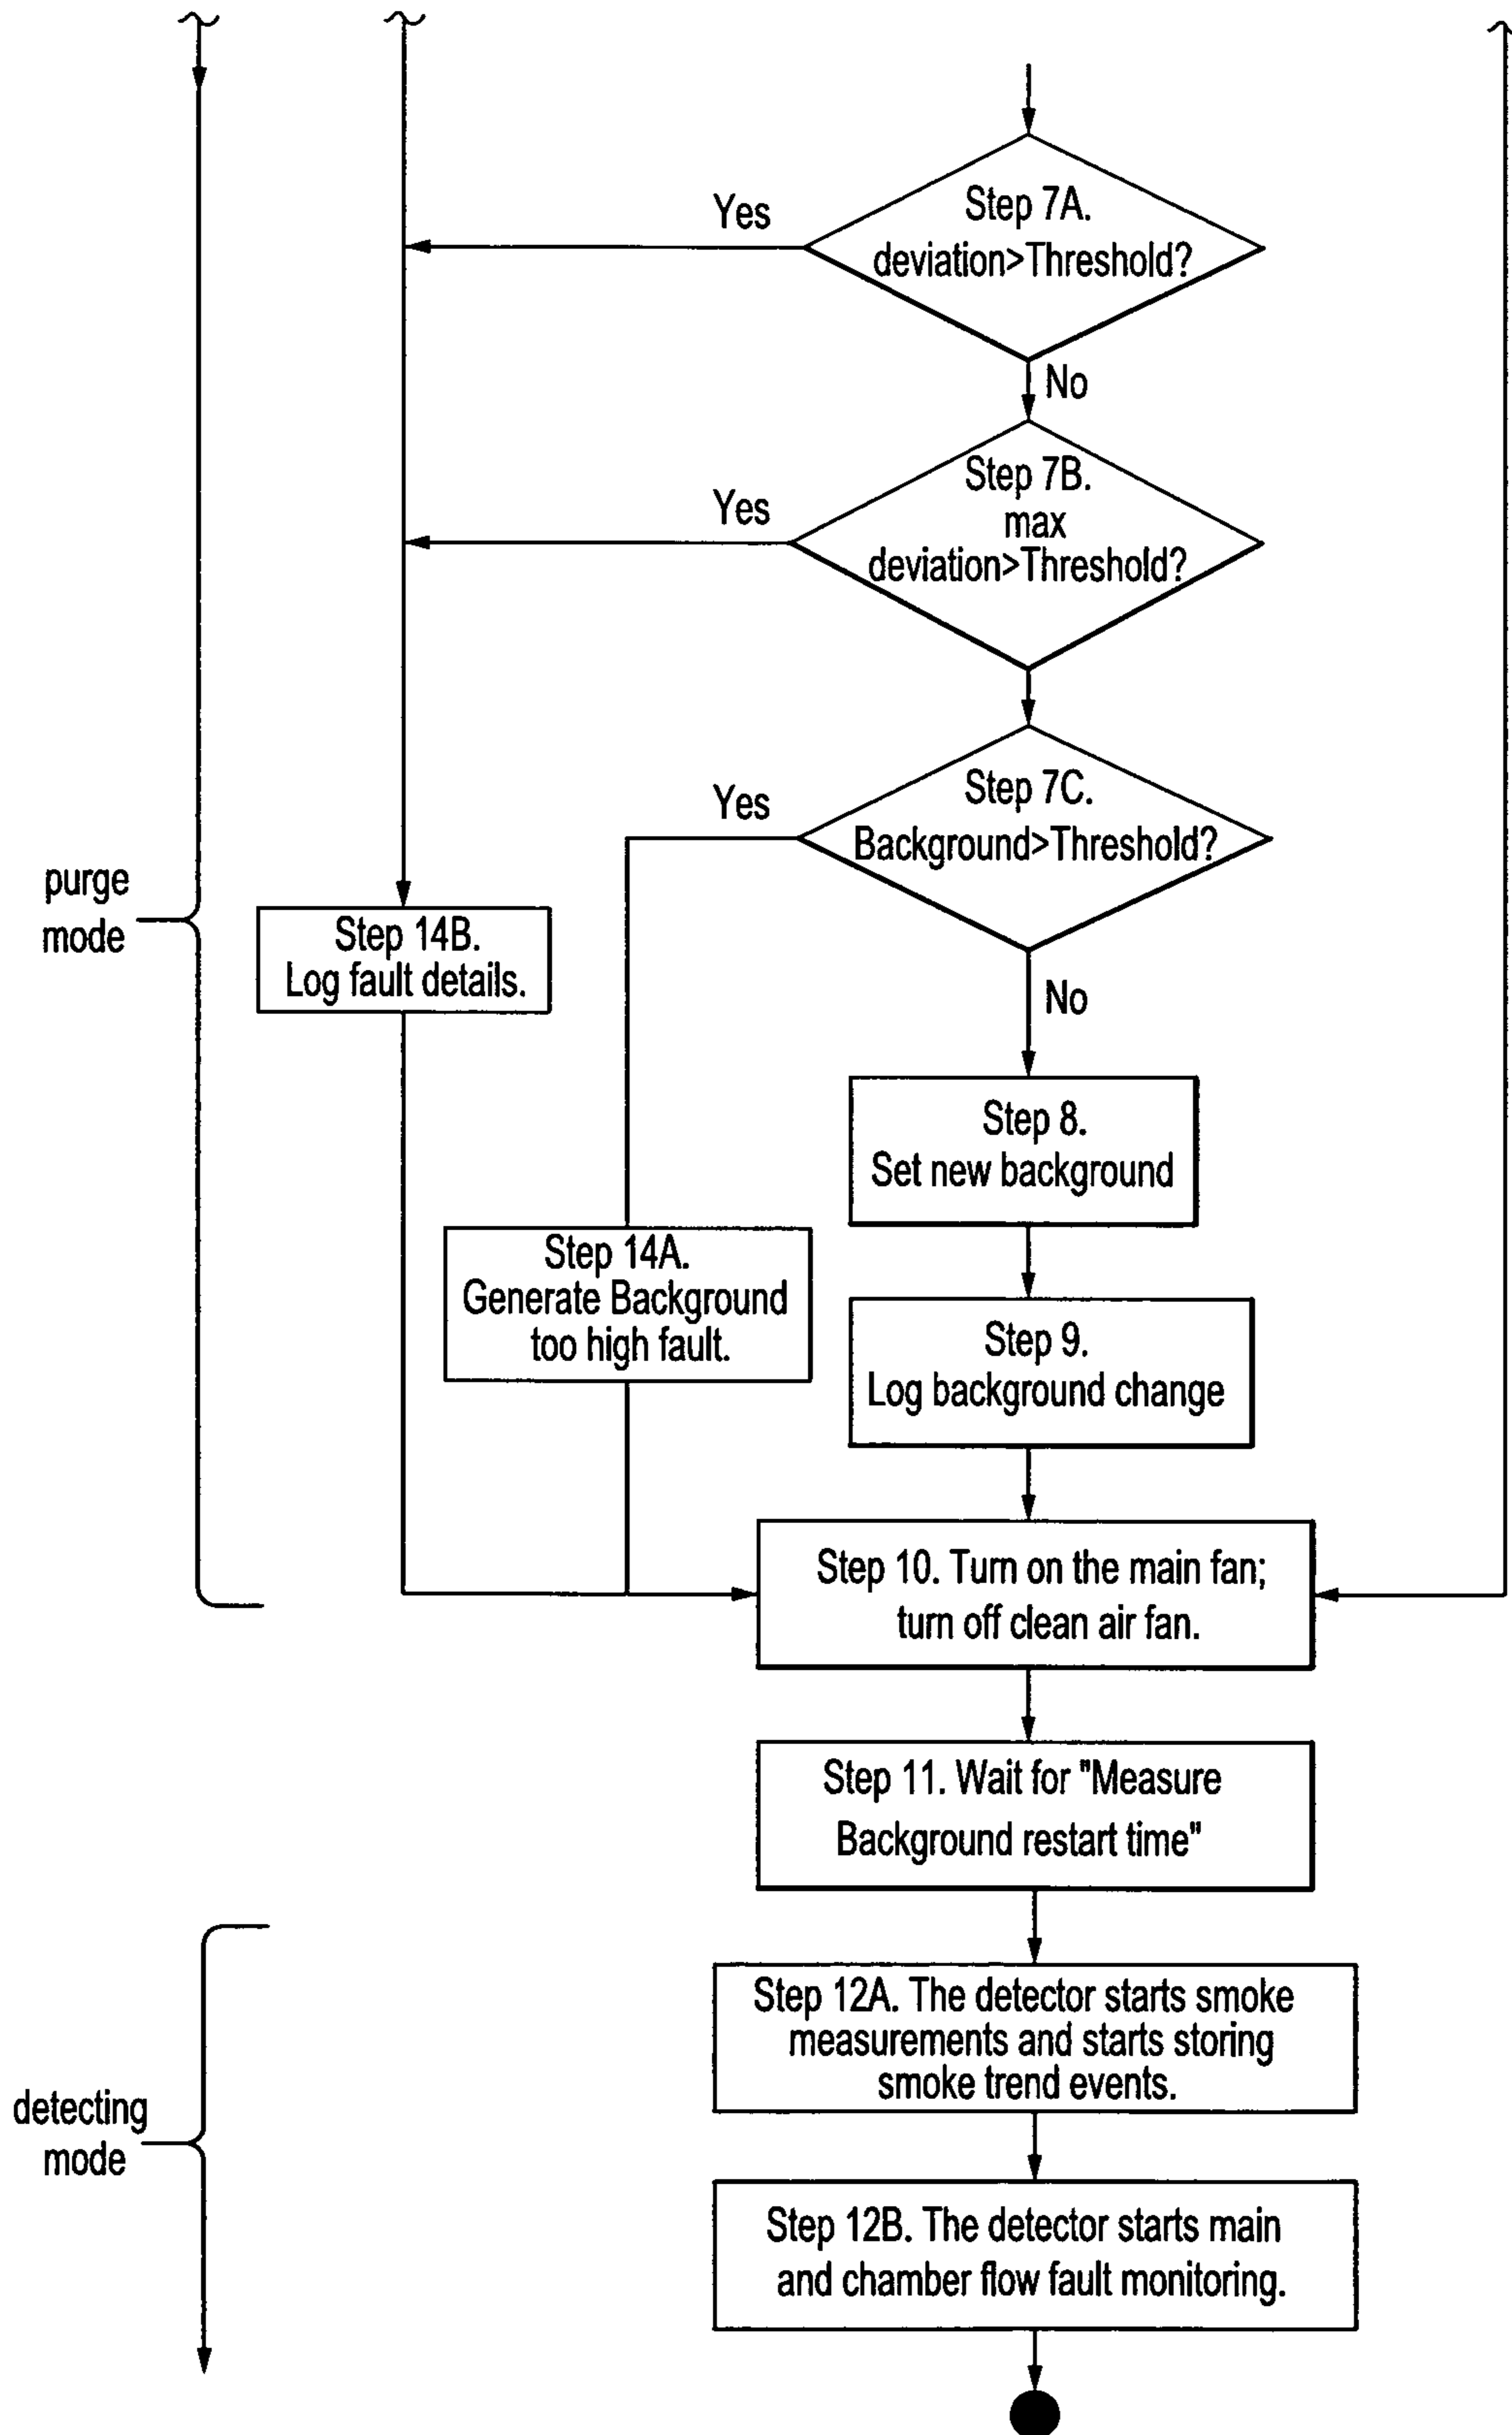 Step 7A.
deviation>Threshold?
Yes
No
Step 7B.
max
deviation>Threshold?
Yes
Step 7C.
Background>Threshold?
Yes
No
purge
mode
Step 14B.
Log fault details.
Step 8.
Set new background
Step 14A.
Generate Background
too high fault.
Step 9.
Log background change
Step 10. Turn on the main fan;
turn off clean air fan.
Step 11. Wait for "Measure
Background restart time"
detecting
mode
Step 12A. The detector starts smoke
measurements and starts storing
smoke trend events.
Step 12B. The detector starts main
and chamber flow fault monitoring.